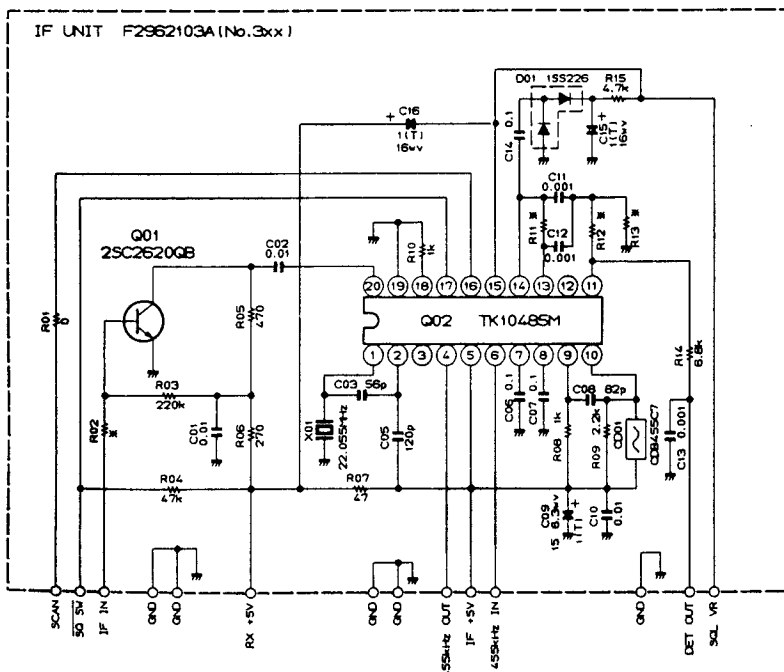 IF UNIT F2962103A(No.3xx)
D01 1SS226
R15
4.7k
C16
+
1(T)
16wv
C14 0.1
C15
+
1(T)
16wv
C11
0.001
R11 *
C12
0.001
R12 *
R13 *
Q01
2SC2620QB
C02
0.01
R10
1k
20 19 18 17 16 15 14 13 12 11
Q02 TK10485M
1 2 3 4 5 6 7 8 9 10
R01
0
R05
470
R14
6.8k
R03
220k
C01
0.01
R02 *
R06
270
X01
22.055MHz
C03 56p
C05
120p
C06 0.1
C07 0.1
C08 82p
R08 1k
R09 2.2k
CD01
CDB455C7
C13 0.001
R04
47k
R07
47
C09
15 6.3wv
1(T)
C10
0.01
SCAN
SQ SW
IF IN
GND
GND
RX +5V
GND
GND
55kHz OUT
IF +5V
455kHz IN
GND
DET OUT
SQL VR